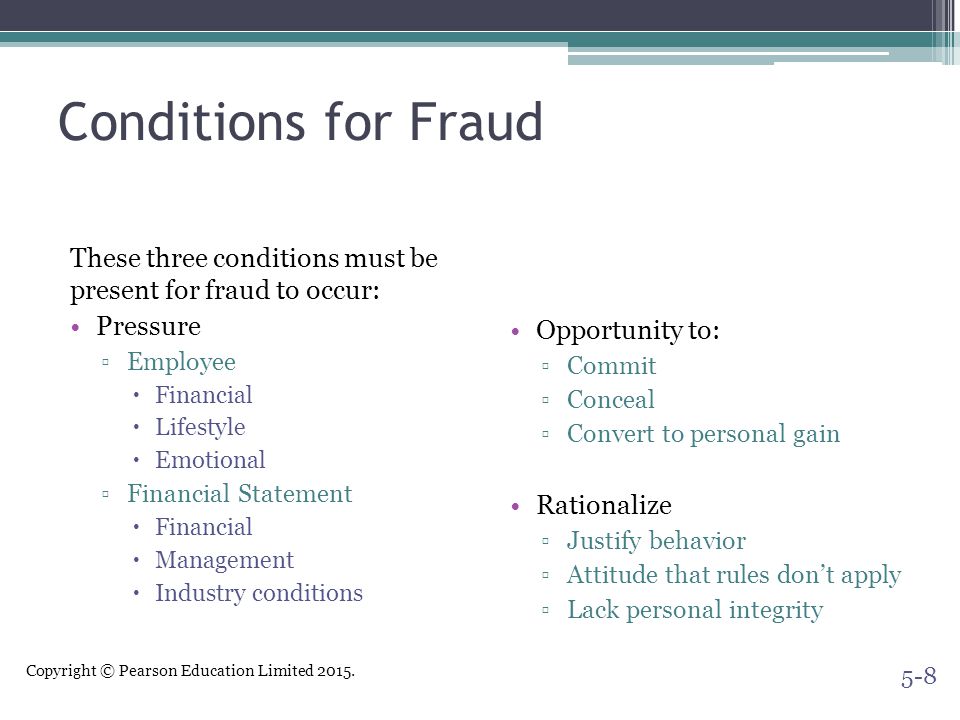 Conditions for Fraud
These three conditions must be
present for fraud to occur:
• Pressure
▫ Employee
▪ Financial
▪ Lifestyle
▪ Emotional
▫ Financial Statement
▪ Financial
▪ Management
▪ Industry conditions
• Opportunity to:
▫ Commit
▫ Conceal
▫ Convert to personal gain
• Rationalize
▫ Justify behavior
▫ Attitude that rules don’t apply
▫ Lack personal integrity
Copyright © Pearson Education Limited 2015.
5-8